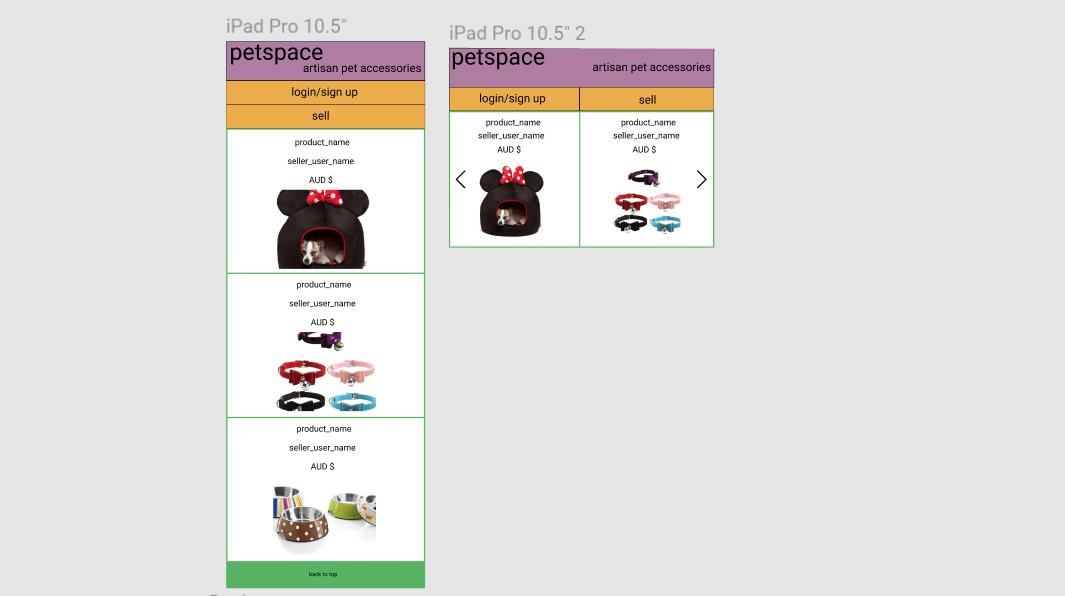 iPad Pro 10.5"
petspace
artisan pet accessories
login/sign up
sell
product_name
seller_user_name
AUD $
product_name
seller_user_name
AUD $
product_name
seller_user_name
AUD $
back to top
iPad Pro 10.5" 2
petspace
artisan pet accessories
login/sign up
sell
product_name
seller_user_name
AUD $
product_name
seller_user_name
AUD $